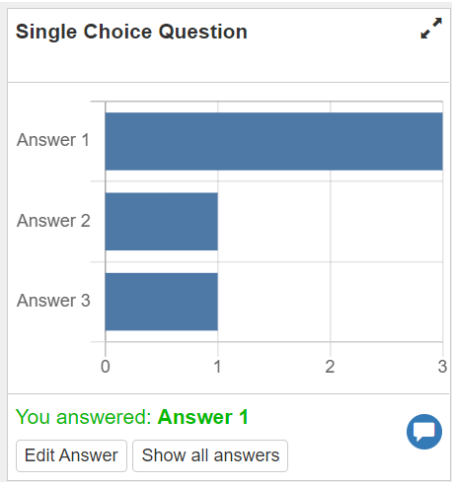 Single Choice Question
Answer 1
Answer 2
Answer 3
0 1 2 3
You answered: Answer 1
Edit Answer Show all answers